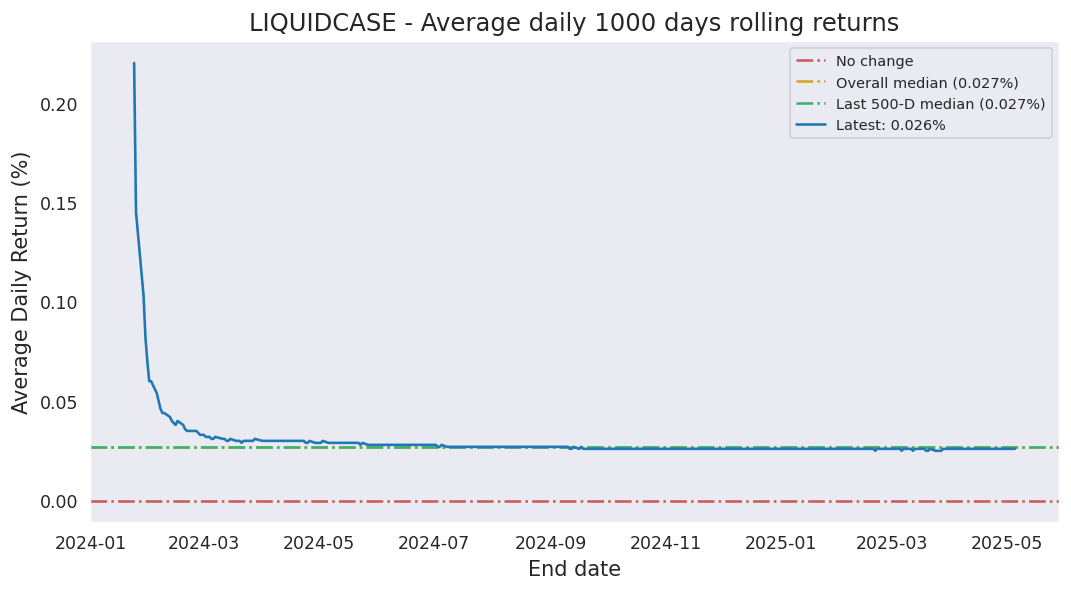 LIQUIDCASE - Average daily 1000 days rolling returns
No change
Overall median (0.027%)
Last 500-D median (0.027%)
Latest: 0.026%
Average Daily Return (%)
0.20
0.15
0.10
0.05
0.00
2024-01 2024-03 2024-05 2024-07 2024-09 2024-11 2025-01 2025-03 2025-05
End date